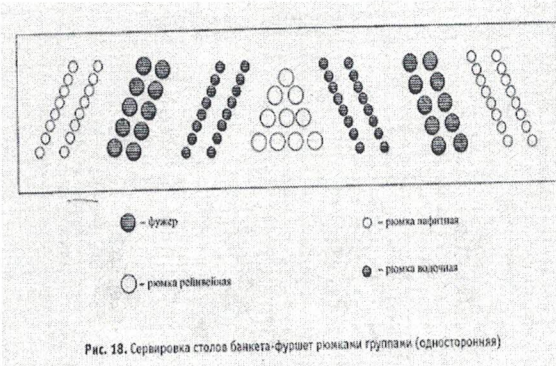 – фужер
– рюмка лафитная
– рюмка рейнвейная
– рюмка водочная
Рис. 18. Сервировка столов банкета-фуршет рюмками группами (односторонняя)